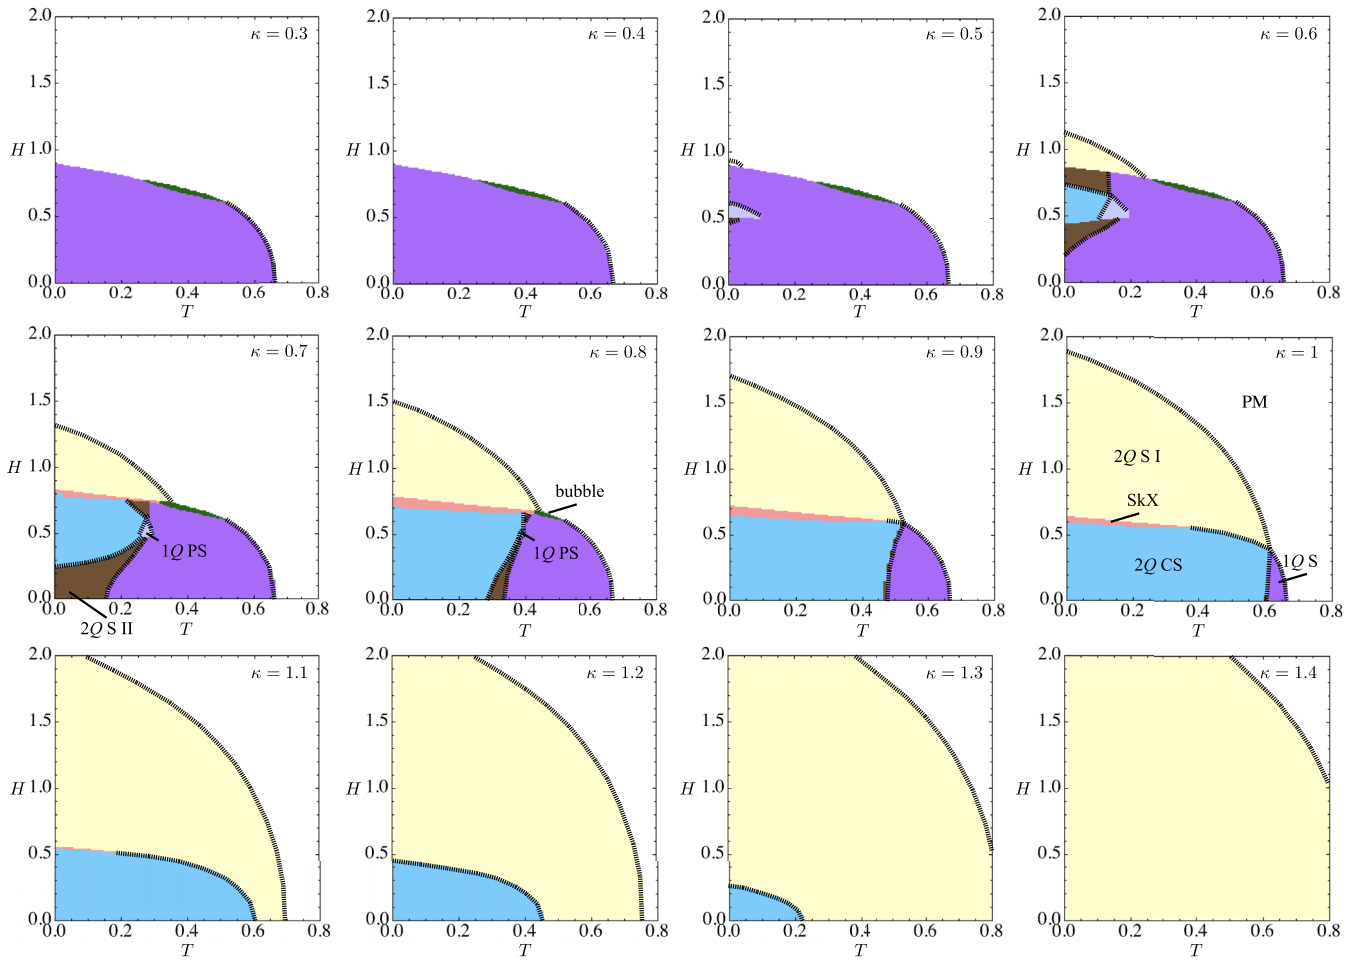 κ = 0.3
2.0
1.5
1.0
0.5
0.0
H
0.0 0.2 0.4 0.6 0.8
T
κ = 0.4
2.0
1.5
1.0
0.5
0.0
H
0.0 0.2 0.4 0.6 0.8
T
κ = 0.5
2.0
1.5
1.0
0.5
0.0
H
0.0 0.2 0.4 0.6 0.8
T
κ = 0.6
2.0
1.5
1.0
0.5
0.0
H
0.0 0.2 0.4 0.6 0.8
T
κ = 0.7
2.0
1.5
1.0
0.5
0.0
H
1Q PS
0.0 0.2 0.4 0.6 0.8
T
2Q S II
κ = 0.8
2.0
1.5
1.0
0.5
0.0
H
bubble
1Q PS
0.0 0.2 0.4 0.6 0.8
T
κ = 0.9
2.0
1.5
1.0
0.5
0.0
H
0.0 0.2 0.4 0.6 0.8
T
κ = 1
2.0
1.5
1.0
0.5
0.0
H
PM
2Q S I
SkX
2Q CS
1Q S
0.0 0.2 0.4 0.6 0.8
T
κ = 1.1
2.0
1.5
1.0
0.5
0.0
H
0.0 0.2 0.4 0.6 0.8
T
κ = 1.2
2.0
1.5
1.0
0.5
0.0
H
0.0 0.2 0.4 0.6 0.8
T
κ = 1.3
2.0
1.5
1.0
0.5
0.0
H
0.0 0.2 0.4 0.6 0.8
T
κ = 1.4
2.0
1.5
1.0
0.5
0.0
H
0.0 0.2 0.4 0.6 0.8
T